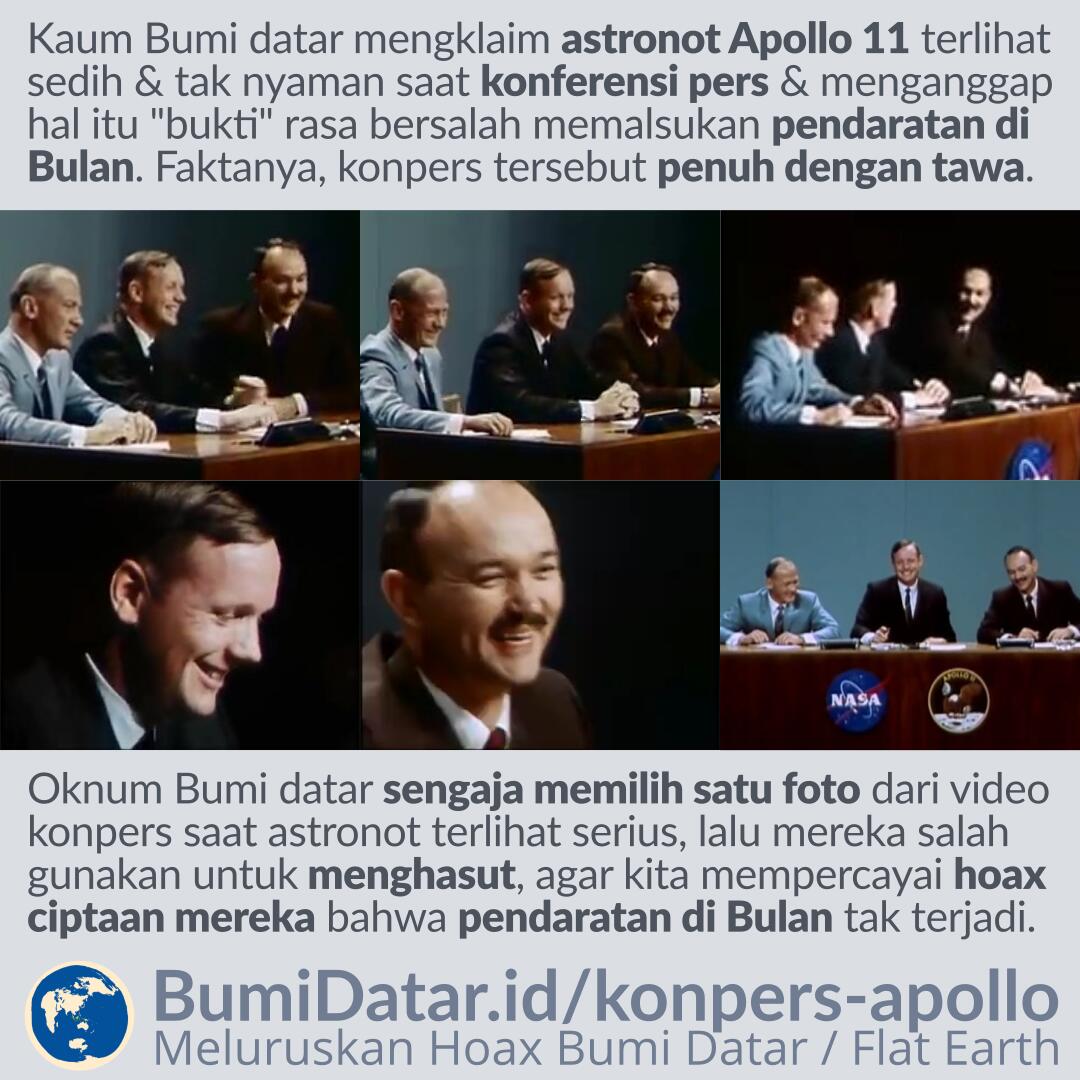 Kaum Bumi datar mengklaim astronot Apollo 11 terlihat
sedih & tak nyaman saat konferensi pers & menganggap
hal itu "bukti" rasa bersalah memalsukan pendaratan di
Bulan. Faktanya, konpers tersebut penuh dengan tawa.
NASA
APOLLO 11
Oknum Bumi datar sengaja memilih satu foto dari video
konpers saat astronot terlihat serius, lalu mereka salah
gunakan untuk menghasut, agar kita mempercayai hoax
ciptaan mereka bahwa pendaratan di Bulan tak terjadi.
BumiDatar.id/konpers-apollo
Meluruskan Hoax Bumi Datar / Flat Earth